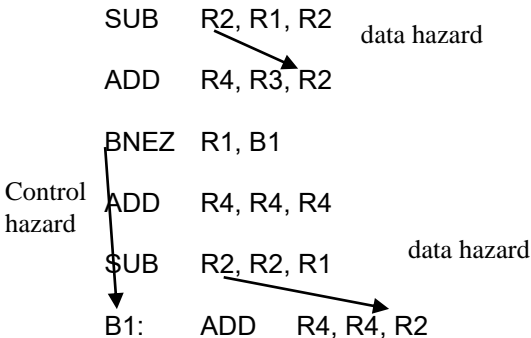 SUB R2, R1, R2
data hazard
ADD R4, R3, R2
BNEZ R1, B1
Control
hazard
ADD R4, R4, R4
SUB R2, R2, R1
data hazard
B1: ADD R4, R4, R2